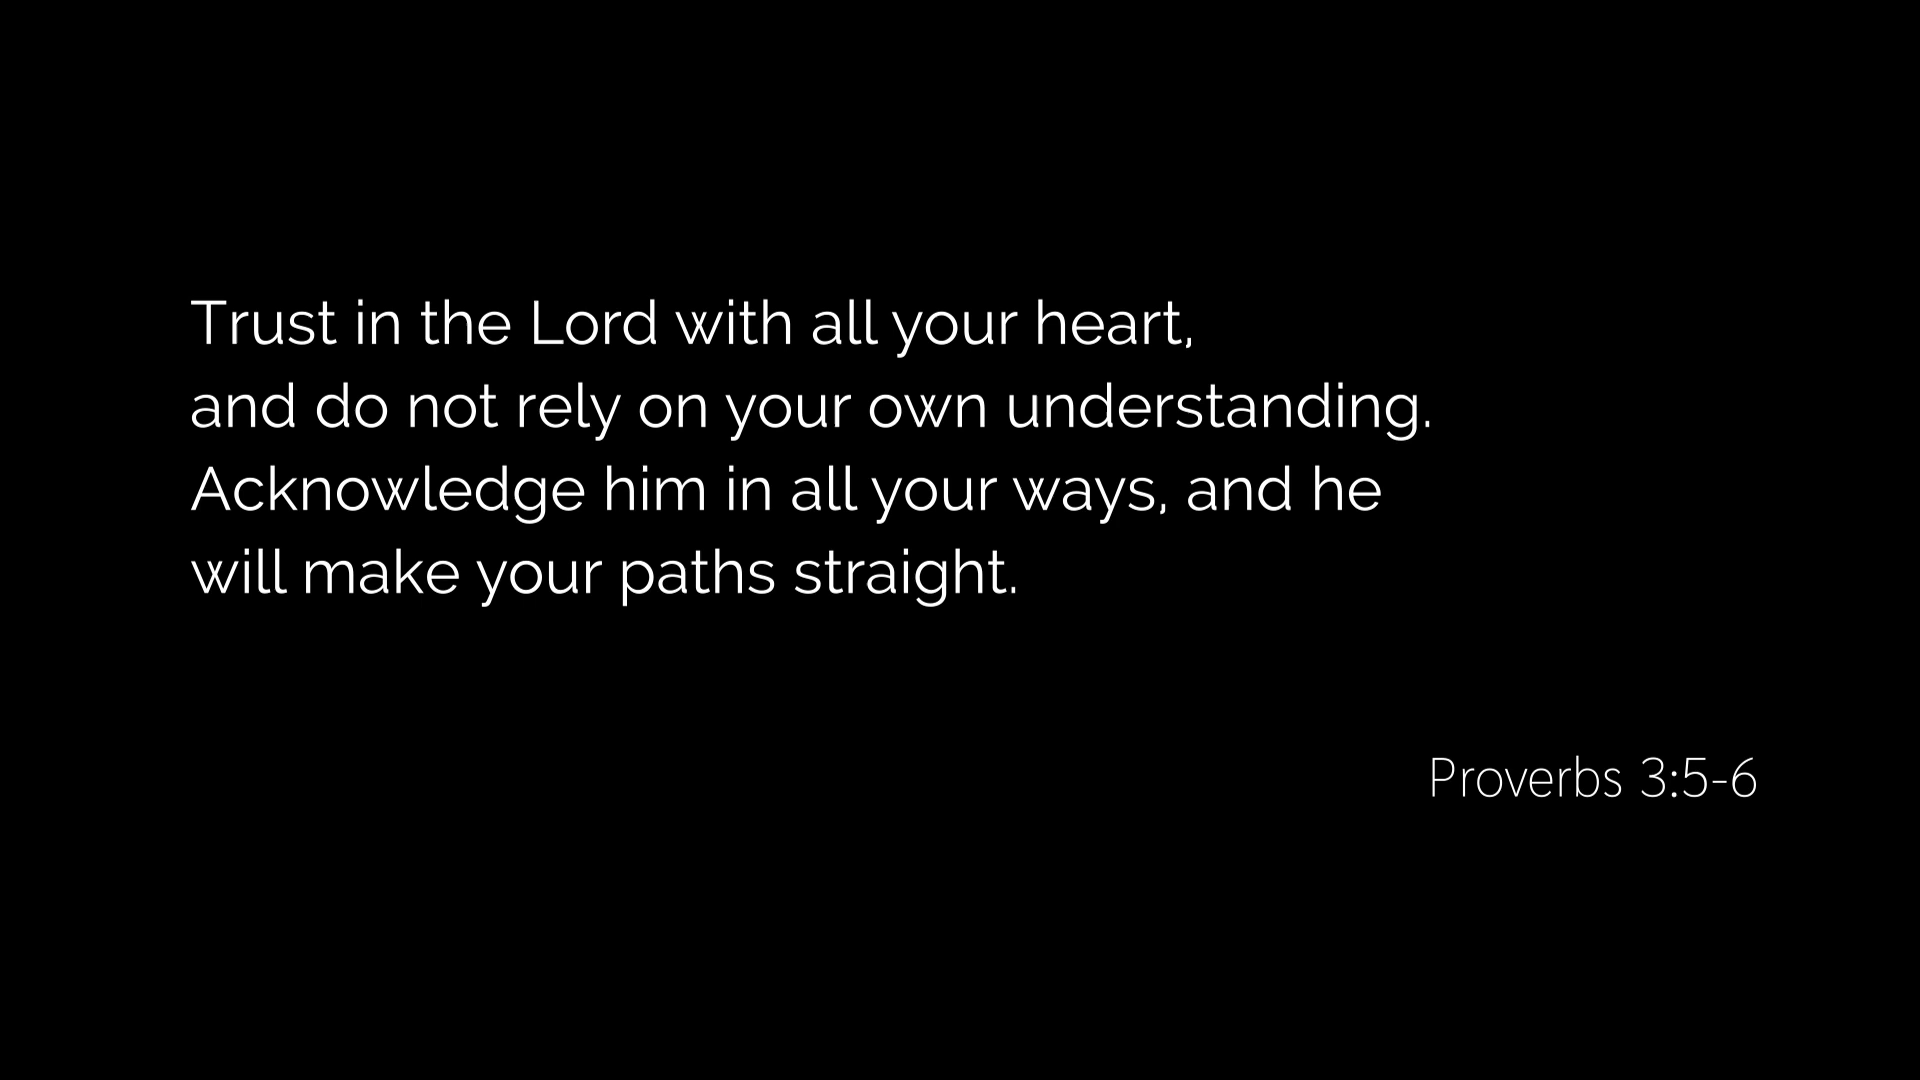 Trust in the Lord with all your heart,
and do not rely on your own understanding.
Acknowledge him in all your ways, and he
will make your paths straight.
Proverbs 3:5-6